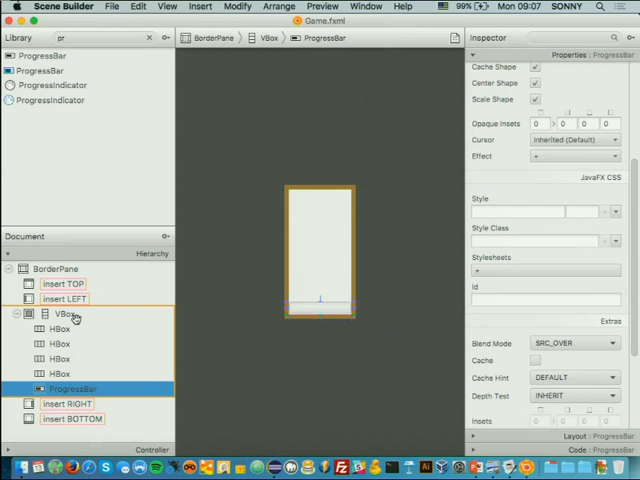 Scene Builder File Edit View Insert Modify Arrange Preview Window Help 99% Mon 09:07 SONNY
Game.fxml
Library pr BorderPane VBox ProgressBar Inspector
ProgressBar
ProgressBar
ProgressIndicator
ProgressIndicator
Properties : ProgressBar
Cache Shape
Center Shape
Scale Shape
Opaque Insets 0 0 0 0
Cursor Inherited (Default)
Effect +
JavaFX CSS
Style
Style Class
Stylesheets
+
Id
Extras
Blend Mode SRC_OVER
Cache
Cache Hint DEFAULT
Depth Test INHERIT
Insets 0 0 0 0
Layout : ProgressBar
Code : ProgressBar
Document
Hierarchy
BorderPane
insert TOP
insert LEFT
VBox
HBox
HBox
HBox
HBox
ProgressBar
insert RIGHT
insert BOTTOM
Controller